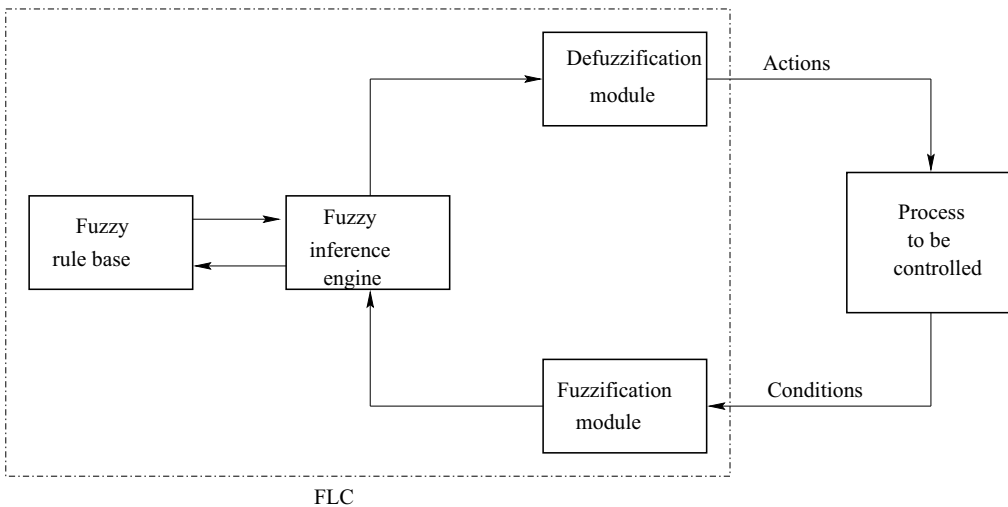 Defuzzification
module
Actions
Fuzzy
rule base
Fuzzy
inference
engine
Process
to be
controlled
Fuzzification
module
Conditions
FLC